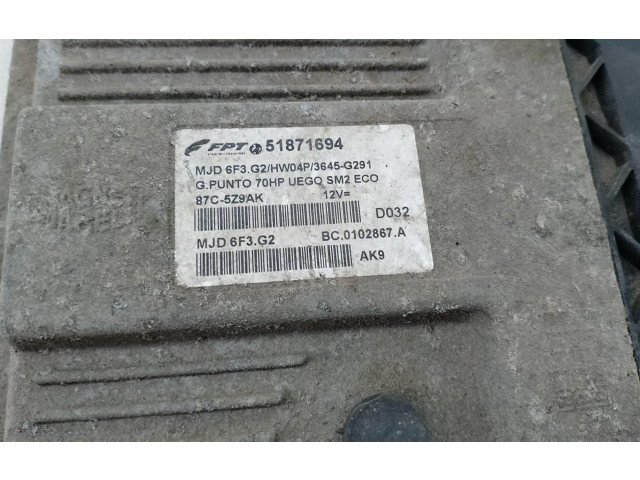 FPT 51871694
MJD 6F3.G2/HW04P/3645-G291
G.PUNTO 70HP UEGO SM2 ECO
87C-5Z9AK 12V=
D032
MJD 6F3.G2 BC.0102867.A
AK9